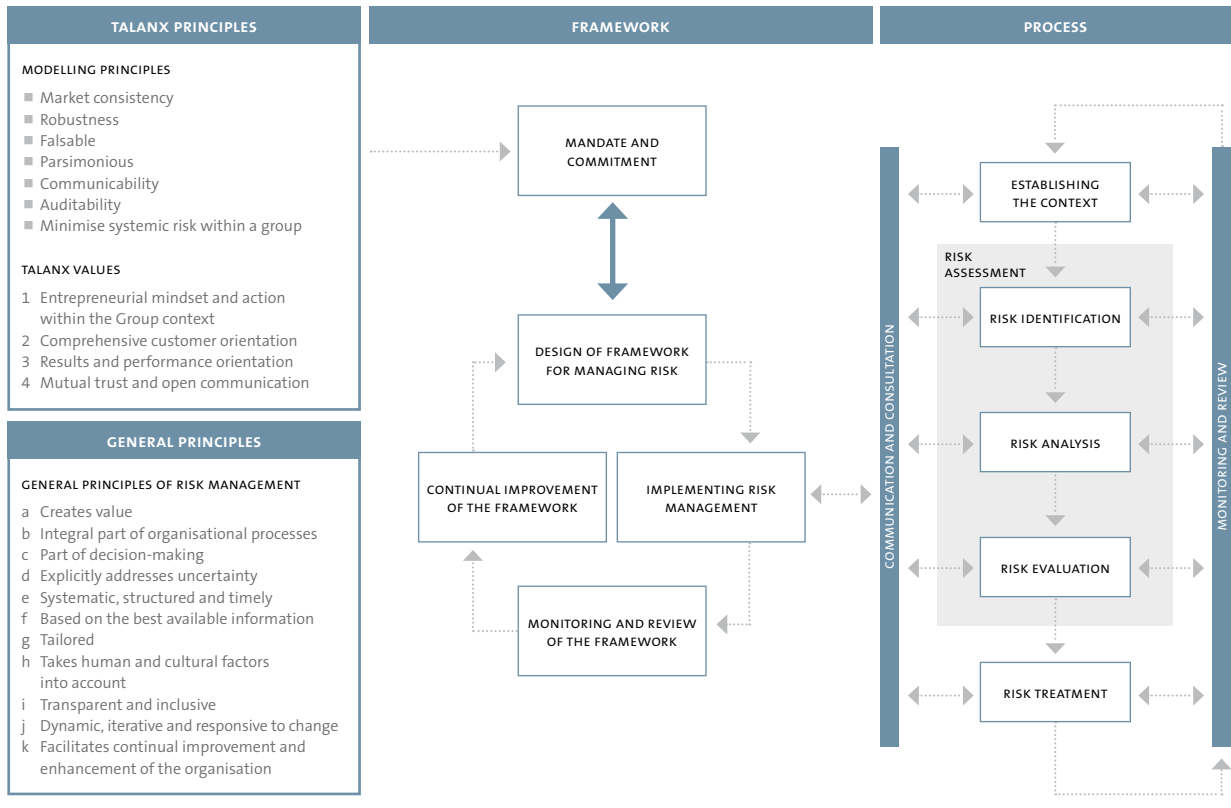 TALANX PRINCIPLES
MODELLING PRINCIPLES
Market consistency
Robustness
Falsable
Parsimonious
Communicability
Auditability
Minimise systemic risk within a group
TALANX VALUES
1 Entrepreneurial mindset and action
within the Group context
2 Comprehensive customer orientation
3 Results and performance orientation
4 Mutual trust and open communication
GENERAL PRINCIPLES
GENERAL PRINCIPLES OF RISK MANAGEMENT
a Creates value
b Integral part of organisational processes
c Part of decision-making
d Explicitly addresses uncertainty
e Systematic, structured and timely
f Based on the best available information
g Tailored
h Takes human and cultural factors
into account
i Transparent and inclusive
j Dynamic, iterative and responsive to change
k Facilitates continual improvement and
enhancement of the organisation
FRAMEWORK
MANDATE AND
COMMITMENT
DESIGN OF FRAMEWORK
FOR MANAGING RISK
CONTINUAL IMPROVEMENT
OF THE FRAMEWORK
IMPLEMENTING RISK
MANAGEMENT
MONITORING AND REVIEW
OF THE FRAMEWORK
PROCESS
COMMUNICATION AND CONSULTATION
ESTABLISHING
THE CONTEXT
RISK
ASSESSMENT
RISK IDENTIFICATION
RISK ANALYSIS
RISK EVALUATION
RISK TREATMENT
MONITORING AND REVIEW